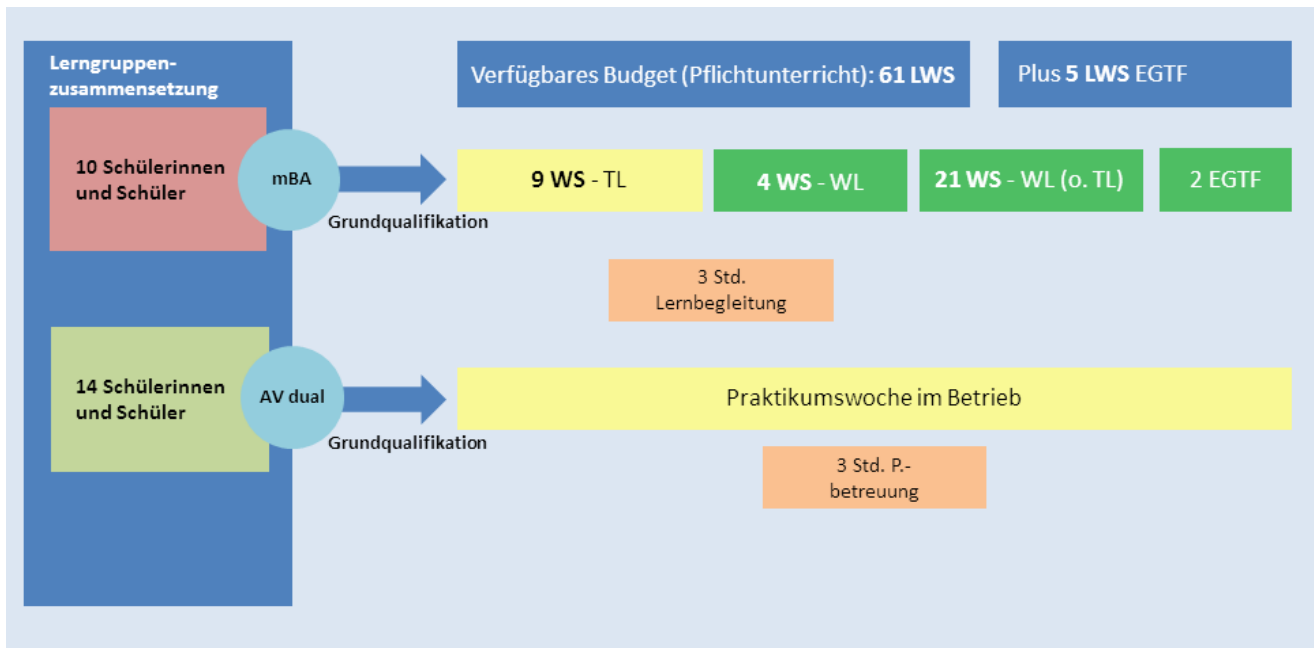 Lerngruppen-
zusammensetzung
Verfügbares Budget (Pflichtunterricht): 61 LWS
Plus 5 LWS EGTF
10 Schülerinnen
und Schüler
mBA
Grundqualifikation
9 WS - TL
4 WS - WL
21 WS - WL (o. TL)
2 EGTF
3 Std.
Lernbegleitung
14 Schülerinnen
und Schüler
AV dual
Grundqualifikation
Praktikumswoche im Betrieb
3 Std. P.-
betreuung